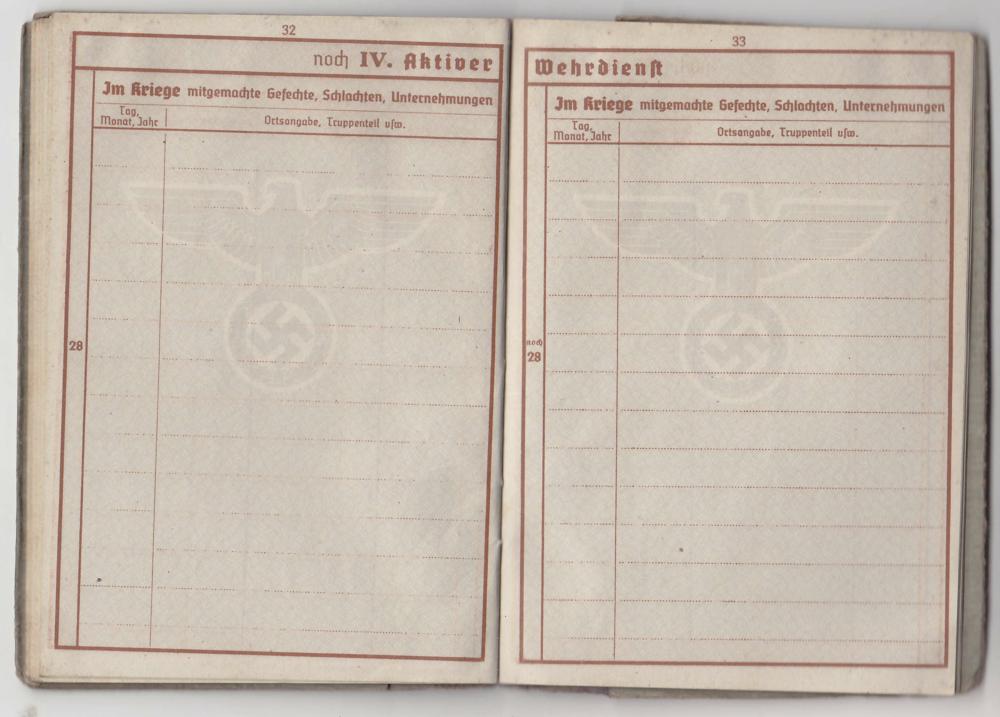 32
noch IV. Aktiver
Im Kriege mitgemachte Gefechte, Schlachten, Unternehmungen
Tag,
Monat, Jahr
Ortsangabe, Truppenteil usw.
28
33
Wehrdienst
Im Kriege mitgemachte Gefechte, Schlachten, Unternehmungen
Tag,
Monat, Jahr
Ortsangabe, Truppenteil usw.
noch
28